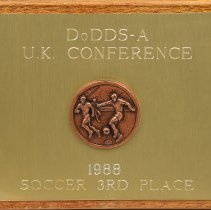 DoDDS-A
U.K. CONFERENCE
1988
SOCCER 3RD PLACE